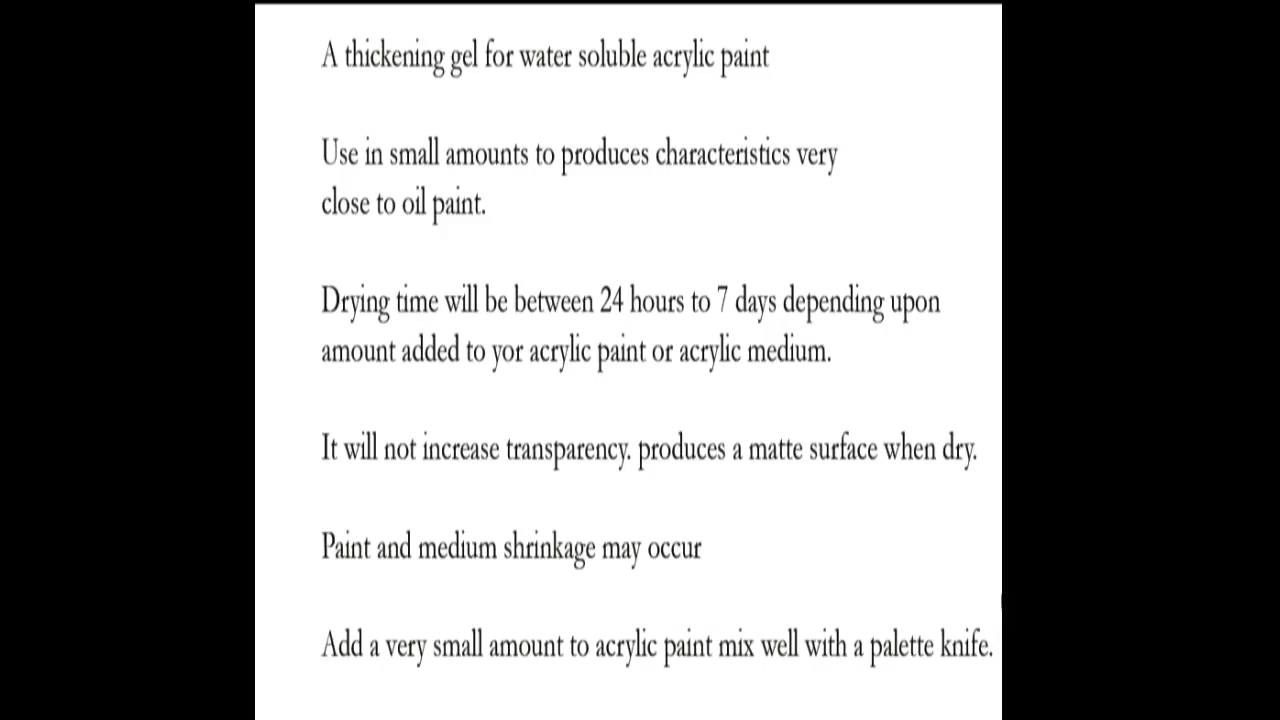 A thickening gel for water soluble acrylic paint
Use in small amounts to produces characteristics very
close to oil paint.
Drying time will be between 24 hours to 7 days depending upon
amount added to yor acrylic paint or acrylic medium.
It will not increase transparency. produces a matte surface when dry.
Paint and medium shrinkage may occur
Add a very small amount to acrylic paint mix well with a palette knife.